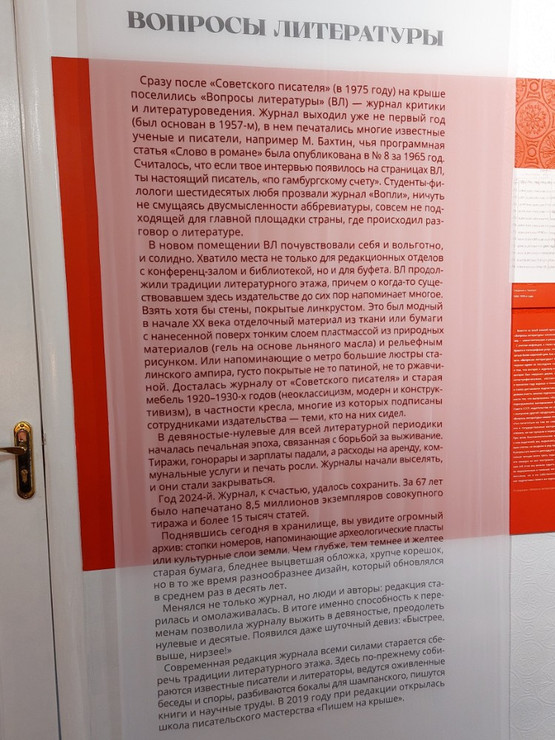 ВОПРОСЫ ЛИТЕРАТУРЫ
Сразу после «Советского писателя» (в 1975 году) на крыше
поселились «Вопросы литературы» (ВЛ) — журнал критики
и литературоведения. Журнал выходил уже не первый год
(был основан в 1957-м), в нем печатались многие известные
ученые и писатели, например М. Бахтин, чья программная
статья «Слово в романе» была опубликована в № 8 за 1965 год.
Считалось, что если твое интервью появилось на страницах ВЛ,
ты настоящий писатель, «по гамбургскому счету». Студенты-фи-
лологи шестидесятых любя прозвали журнал «Вопли», ничуть
не смущаясь двусмысленности аббревиатуры, совсем не под-
ходящей для главной площадки страны, где происходил раз-
говор о литературе.
В новом помещении ВЛ почувствовали себя и вольготно,
и солидно. Хватило места не только для редакционных отделов
с конференц-залом и библиотекой, но и для буфета. ВЛ продол-
жили традиции литературного этажа, причем о когда-то суще-
ствовавшем здесь издательстве до сих пор напоминает многое.
Взять хотя бы стены, покрытые линкрустом. Это был модный
в начале XX века отделочный материал из ткани или бумаги
с нанесенной поверх тонким слоем пластмассой из природных
материалов (гель на основе льняного масла) и рельефным
рисунком. Или напоминающие о метро большие люстры ста-
линского ампира, густо покрытые не то патиной, не то ржавчи-
ной. Досталась журналу от «Советского писателя» и старая
мебель 1920–1930-х годов (неоклассицизм, модерн и конструк-
тивизм), в частности кресла, многие из которых подписаны
сотрудниками издательства — теми, кто на них сидел.
В девяностые-нулевые для всей литературной периодики
началась печальная эпоха, связанная с борьбой за выживание.
Тиражи, гонорары и зарплаты падали, а расходы на аренду, ком-
мунальные услуги и печать росли. Журналы начали выселять,
и они стали закрываться.
Год 2024-й. Журнал, к счастью, удалось сохранить. За 67 лет
было напечатано 8,5 миллионов экземпляров совокупного
тиража и более 15 тысяч статей.
Поднявшись сегодня в хранилище, вы увидите огромный
архив: стопки номеров, напоминающие археологические пласты
или культурные слои земли. Чем глубже, тем темнее и желтее
старая бумага, бледнее выцветшая обложка, хрупче корешок,
но в то же время разнообразнее дизайн, который обновлялся
в среднем раз в десять лет.
Менялся не только журнал, но люди и авторы: редакция ста-
рилась и омолаживалась. В итоге именно способность к пере-
менам позволила журналу выжить в девяностые, преодолеть
нулевые и десятые. Появился даже шуточный девиз: «Быстрее,
выше, нирзее!»
Современная редакция журнала всеми силами старается сбе-
речь традиции литературного этажа. Здесь по-прежнему соби-
раются известные писатели и литераторы, ведутся оживленные
беседы и споры, разбиваются бокалы для шампанского, пишутся
книги и научные труды. В 2019 году при редакции открылась
школа писательского мастерства «Пишем на крыше».